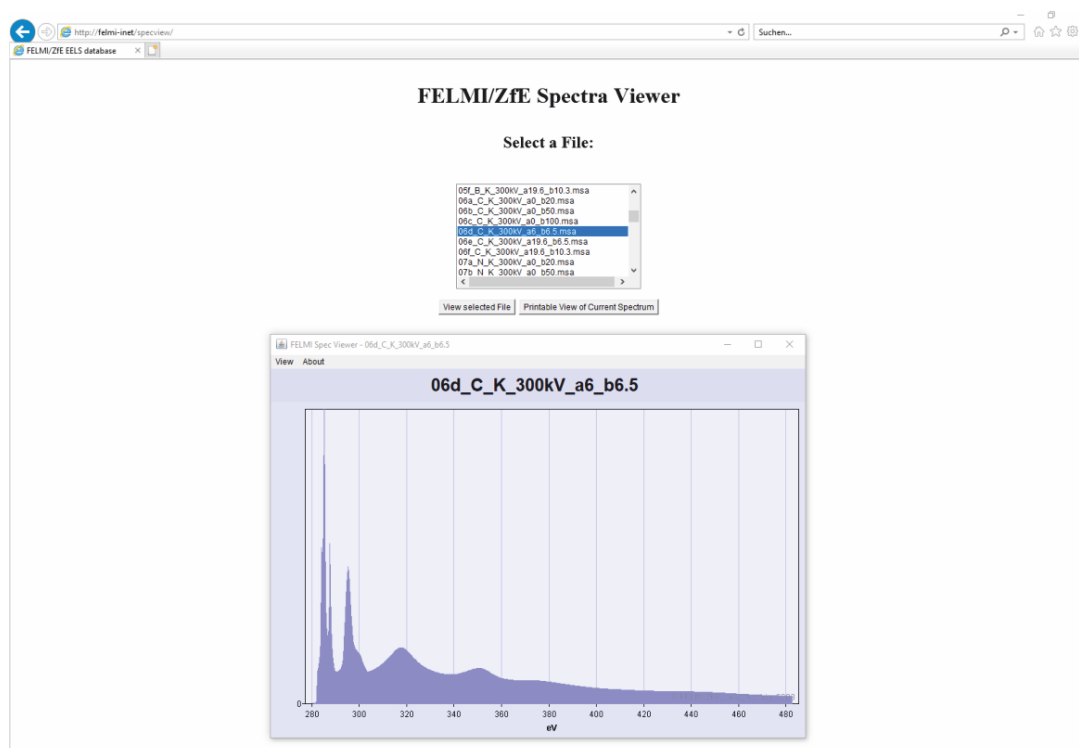 http://felmi-inet/specview/
Suchen...
FELMI/ZfE EELS database
FELMI/ZfE Spectra Viewer
Select a File:
05f_B_K_300kV_a19.6_b10.3.msa
06a_C_K_300kV_a0_b20.msa
06b_C_K_300kV_a0_b50.msa
06c_C_K_300kV_a0_b100.msa
06d_C_K_300kV_a6_b6.5.msa
06e_C_K_300kV_a19.6_b6.5.msa
06f_C_K_300kV_a19.6_b10.3.msa
07a_N_K_300kV_a0_b20.msa
07b_N_K_300kV_a0_b50.msa
View selected File Printable View of Current Spectrum
FELMI Spec Viewer - 06d_C_K_300kV_a6_b6.5
View About
06d_C_K_300kV_a6_b6.5
0
280 300 320 340 360 380 400 420 440 460 480
eV